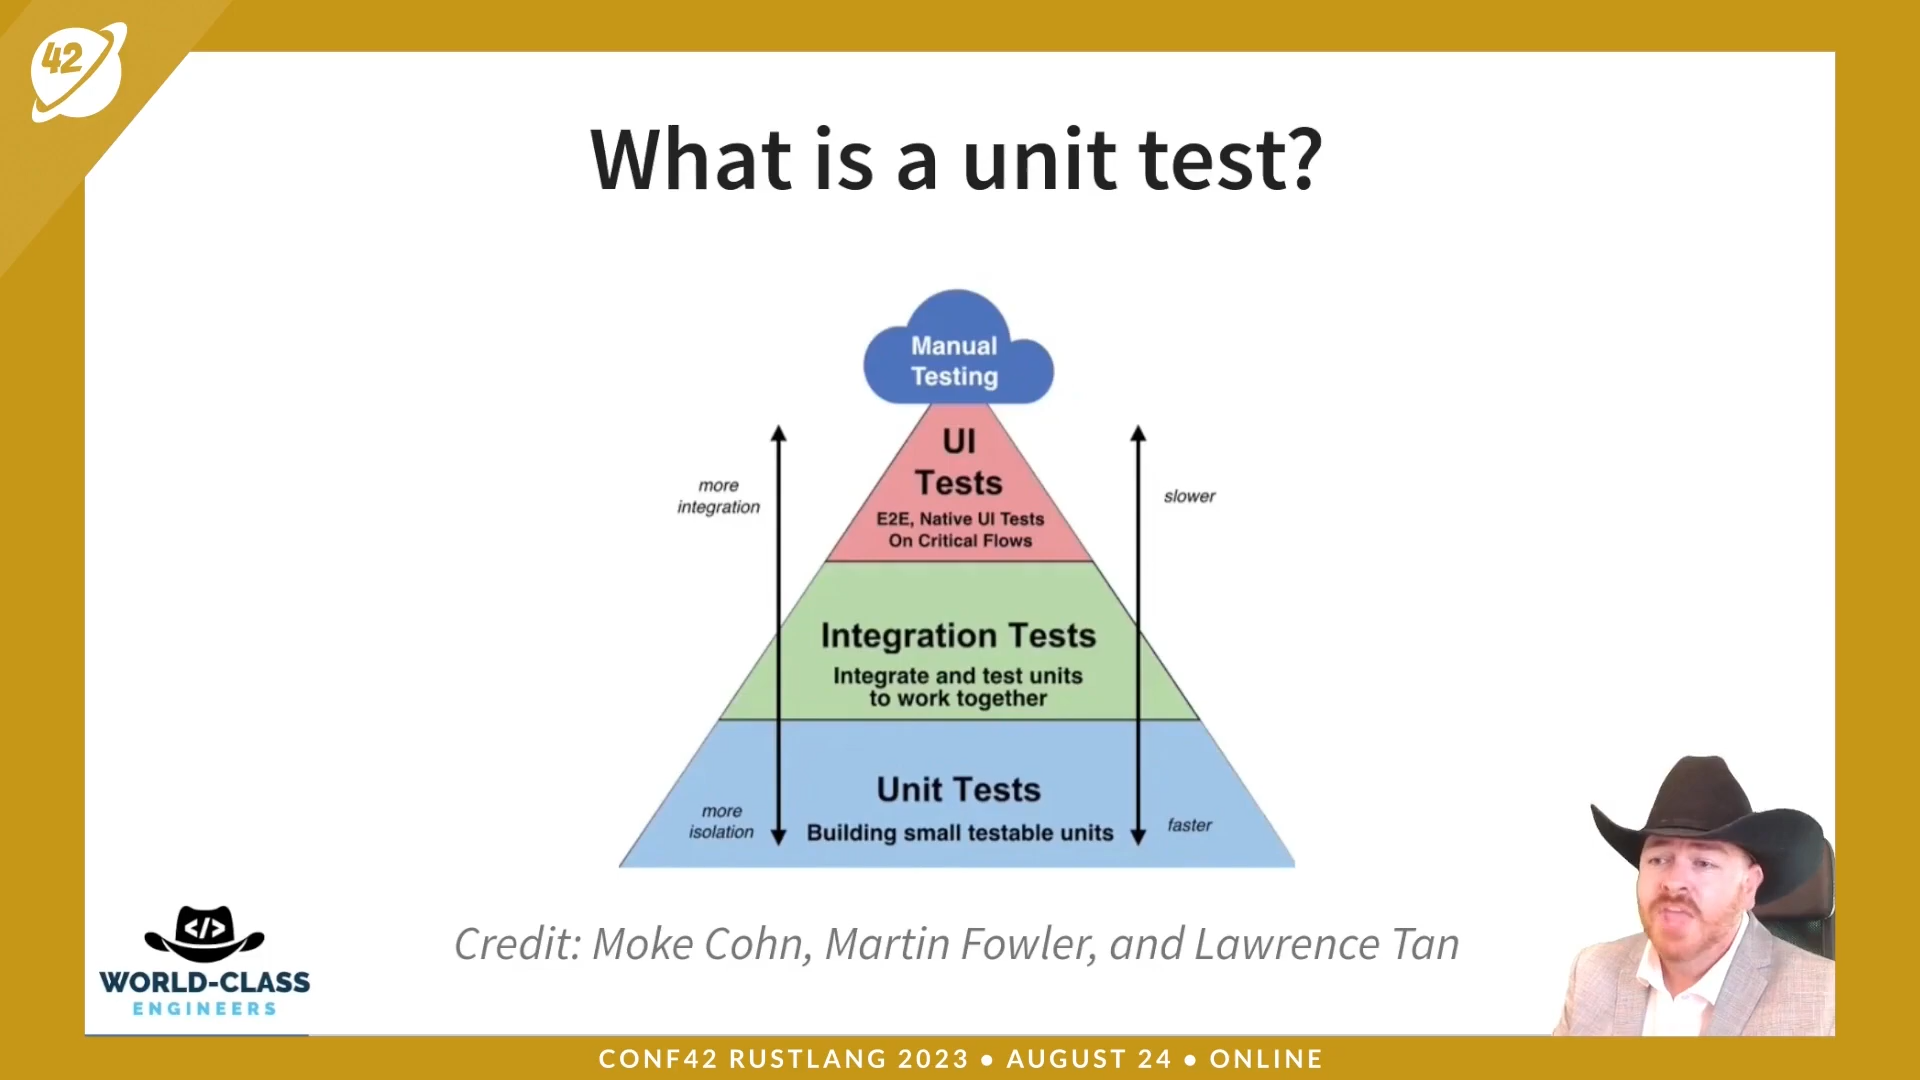 42
What is a unit test?
Manual
Testing
UI
Tests
E2E, Native UI Tests
On Critical Flows
more
integration
slower
Integration Tests
Integrate and test units
to work together
Unit Tests
Building small testable units
more
isolation
faster
</>
WORLD-CLASS
ENGINEERS
Credit: Moke Cohn, Martin Fowler, and Lawrence Tan
CONF42 RUSTLANG 2023 • AUGUST 24 • ONLINE